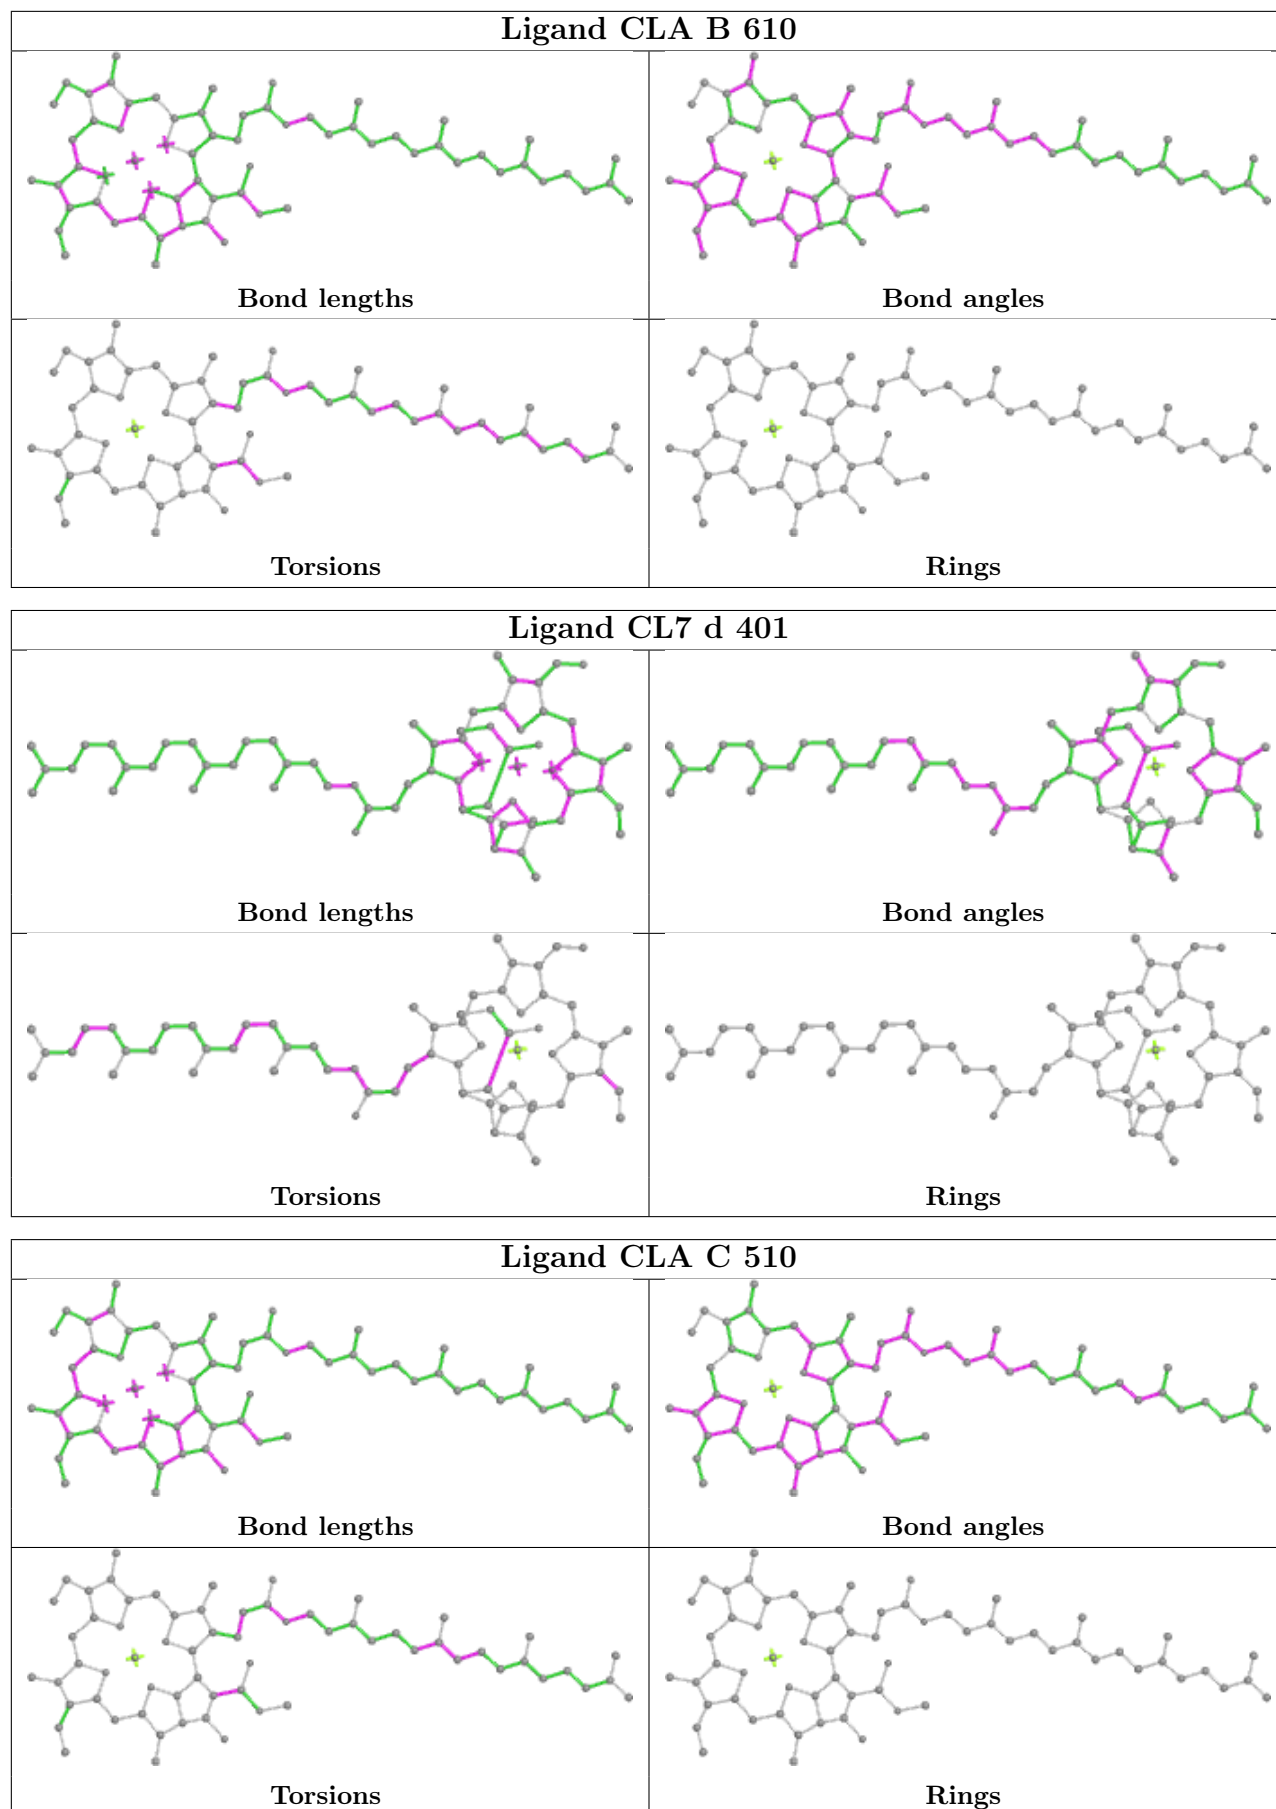 Ligand CLA B 610
Bond lengths
Bond angles
Torsions
Rings
Ligand CL7 d 401
Bond lengths
Bond angles
Torsions
Rings
Ligand CLA C 510
Bond lengths
Bond angles
Torsions
Rings